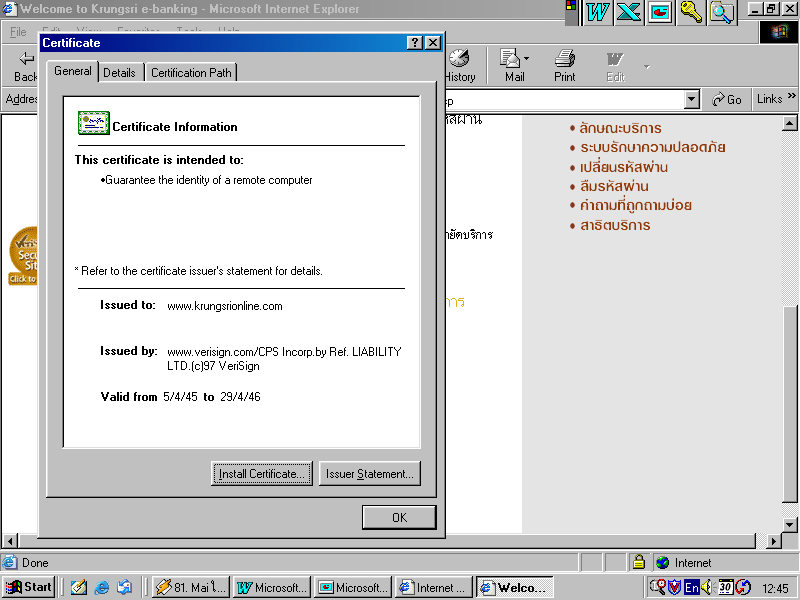 Welcome to Krungsri e-banking - Microsoft Internet Explorer
File Edit View Favorites Tools Help
Certificate
General
Details
Certification Path
Back
History
Mail
Print
Edit
Addre
Go
Links »
Certificate Information
This certificate is intended to:
•Guarantee the identity of a remote computer
* Refer to the certificate issuer's statement for details.
Issued to: www.krungsrionline.com
Issued by: www.verisign.com/CPS Incorp.by Ref. LIABILITY
LTD.(c)97 VeriSign
Valid from 5/4/45 to 29/4/46
Install Certificate...
Issuer Statement...
OK
• ลักษณะบริการ
• ระบบรักษาความปลอดภัย
• เปลี่ยนรหัสผ่าน
• ลืมรหัสผ่าน
• คำถามที่ถูกถามบ่อย
• สาธิตบริการ
Done
Internet
Start
81. Mai ใ...
Microsoft...
Microsoft...
Internet ...
Welco...
En
30
12:45